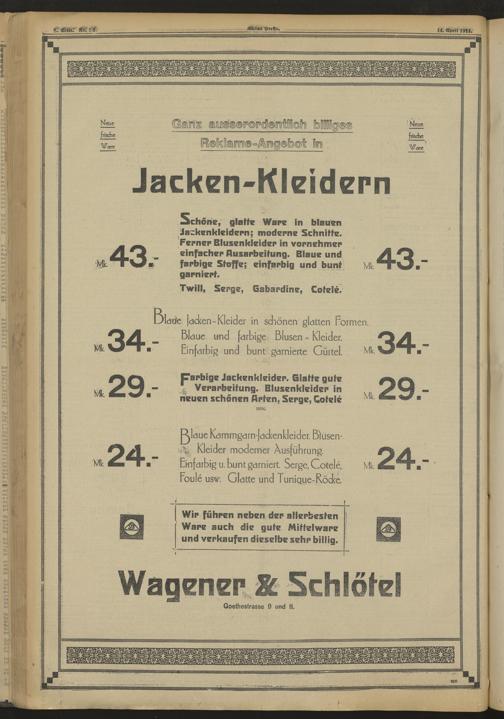 14. April 1914.
Neue
frische
Ware
Ganz ausserordentlich billiges
Reklame-Angebot in
Neue
frische
Ware
Jacken-Kleidern
Schöne, glatte Ware in blauen
Jackenkleidern; moderne Schnitte.
Ferner Blusenkleider in vornehmer
einfacher Ausarbeitung. Blaue und
farbige Stoffe; einfarbig und bunt
garniert.
Twill, Serge, Gabardine, Cotelé.
Mk. 43.-
Mk. 43.-
Blaue Jacken-Kleider in schönen glatten Formen.
Blaue und farbige Blusen-Kleider.
Einfarbig und bunt garnierte Gürtel.
Mk. 34.-
Mk. 34.-
Farbige Jackenkleider. Glatte gute
Verarbeitung. Blusenkleider in
neuen schönen Arten, Serge, Cotelé
usw.
Mk. 29.-
Mk. 29.-
Blaue Kammgarn-Jackenkleider. Blusen-
Kleider moderner Ausführung.
Einfarbig u. bunt garniert. Serge, Cotelé,
Foulé usw. Glatte und Tunique-Röcke.
Mk. 24.-
Mk. 24.-
Wir führen neben der allerbesten
Ware auch die gute Mittelware
und verkaufen dieselbe sehr billig.
Wagener & Schlötel
Goethestrasse 9 und 11.